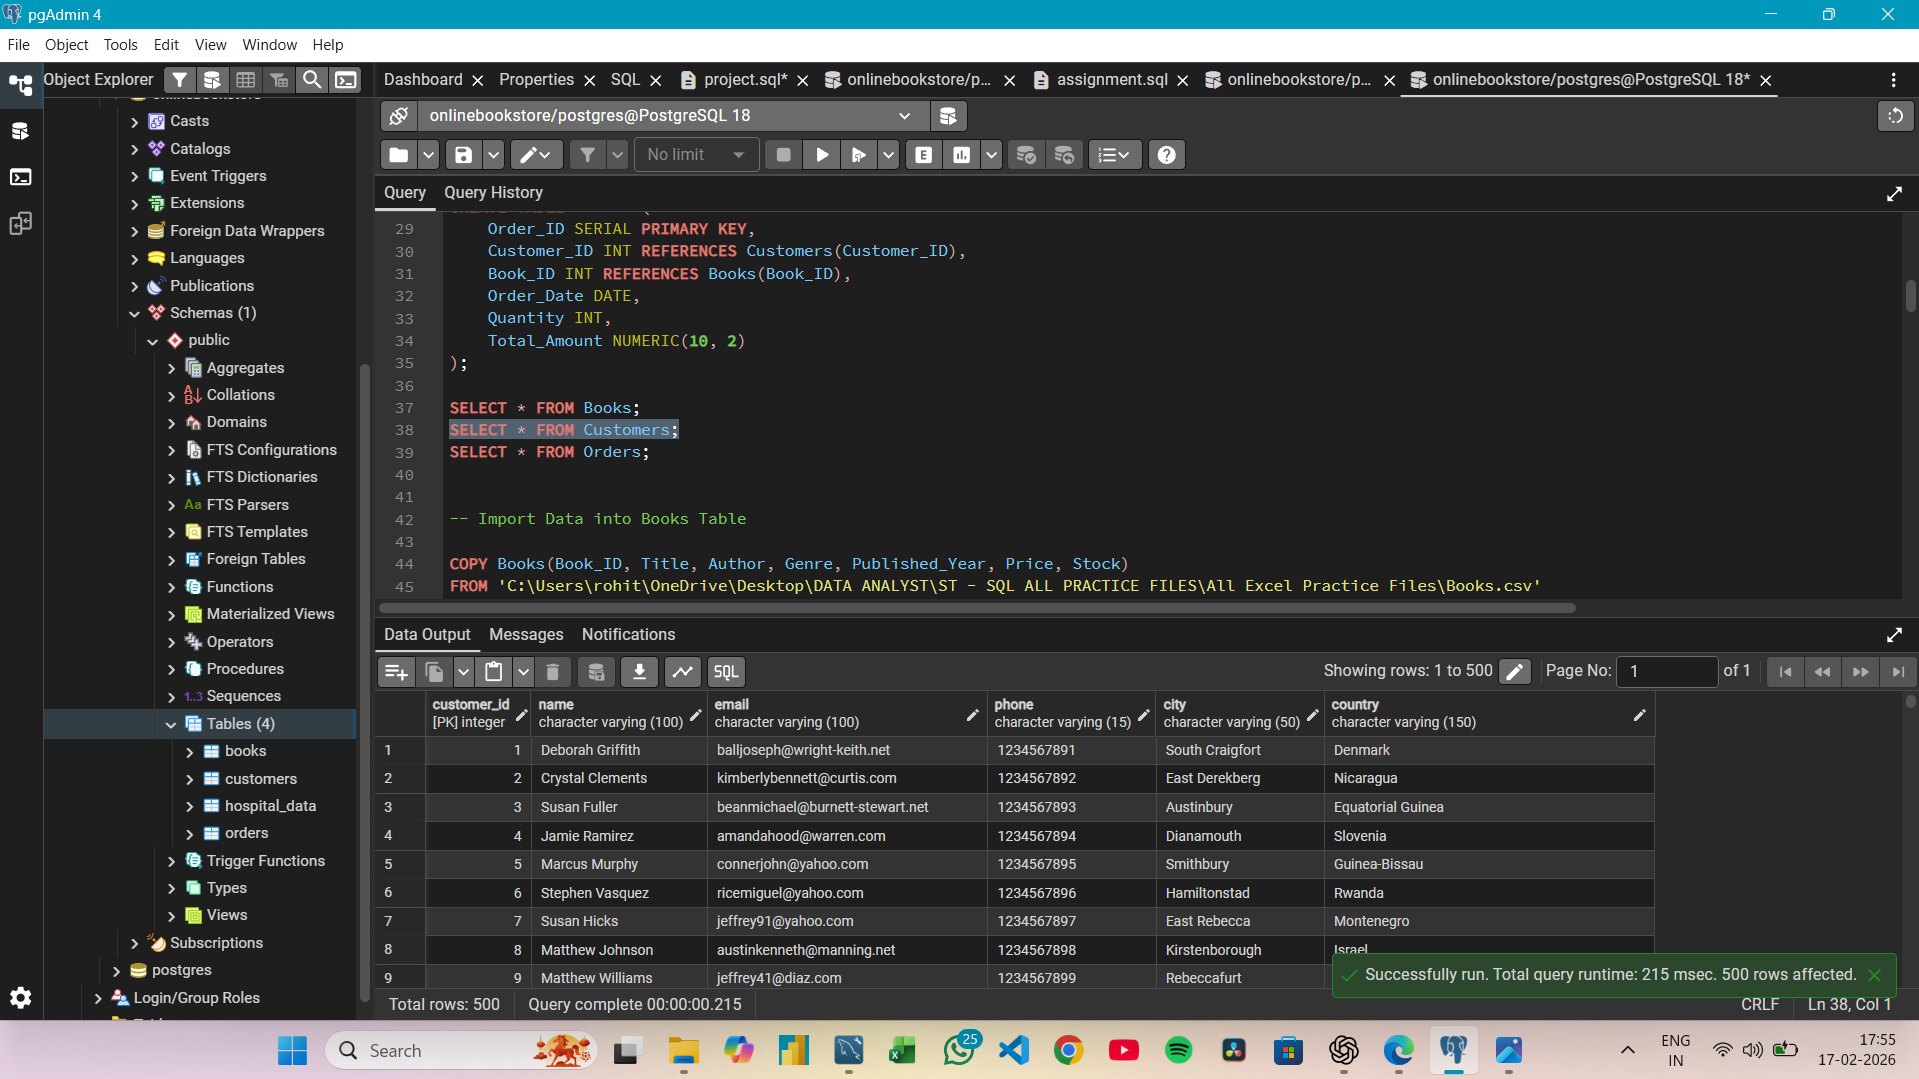 pgAdmin 4
File Object Tools Edit View Window Help
Object Explorer
Dashboard Properties SQL project.sql* onlinebookstore/p... assignment.sql onlinebookstore/p... onlinebookstore/postgres@PostgreSQL 18*
onlinebookstore/postgres@PostgreSQL 18
No limit
Query Query History
Casts
Catalogs
Event Triggers
Extensions
Foreign Data Wrappers
Languages
Publications
Schemas (1)
public
Aggregates
Collations
Domains
FTS Configurations
FTS Dictionaries
Aa FTS Parsers
FTS Templates
Foreign Tables
Functions
Materialized Views
Operators
Procedures
1..3 Sequences
Tables (4)
books
customers
hospital_data
orders
Trigger Functions
Types
Views
Subscriptions
postgres
Login/Group Roles
29 Order_ID SERIAL PRIMARY KEY,
30 Customer_ID INT REFERENCES Customers(Customer_ID),
31 Book_ID INT REFERENCES Books(Book_ID),
32 Order_Date DATE,
33 Quantity INT,
34 Total_Amount NUMERIC(10, 2)
35 );
36
37 SELECT * FROM Books;
38 SELECT * FROM Customers;
39 SELECT * FROM Orders;
40
41
42 -- Import Data into Books Table
43
44 COPY Books(Book_ID, Title, Author, Genre, Published_Year, Price, Stock)
45 FROM 'C:\Users\rohit\OneDrive\Desktop\DATA ANALYST\ST - SQL ALL PRACTICE FILES\All Excel Practice Files\Books.csv'
Data Output Messages Notifications
SQL Showing rows: 1 to 500 Page No: 1 of 1
customer_id name email phone city country
[PK] integer character varying (100) character varying (100) character varying (15) character varying (50) character varying (150)
1 1 Deborah Griffith balljoseph@wright-keith.net 1234567891 South Craigfort Denmark
2 2 Crystal Clements kimberlybennett@curtis.com 1234567892 East Derekberg Nicaragua
3 3 Susan Fuller beanmichael@burnett-stewart.net 1234567893 Austinbury Equatorial Guinea
4 4 Jamie Ramirez amandahood@warren.com 1234567894 Dianamouth Slovenia
5 5 Marcus Murphy connerjohn@yahoo.com 1234567895 Smithbury Guinea-Bissau
6 6 Stephen Vasquez ricemiguel@yahoo.com 1234567896 Hamiltonstad Rwanda
7 7 Susan Hicks jeffrey91@yahoo.com 1234567897 East Rebecca Montenegro
8 8 Matthew Johnson austinkenneth@manning.net 1234567898 Kirstenborough Israel
9 9 Matthew Williams jeffrey41@diaz.com 1234567899 Rebeccafurt
Successfully run. Total query runtime: 215 msec. 500 rows affected.
Total rows: 500 Query complete 00:00:00.215 CRLF Ln 38, Col 1
Search
25
ENG
IN
17:55
17-02-2026